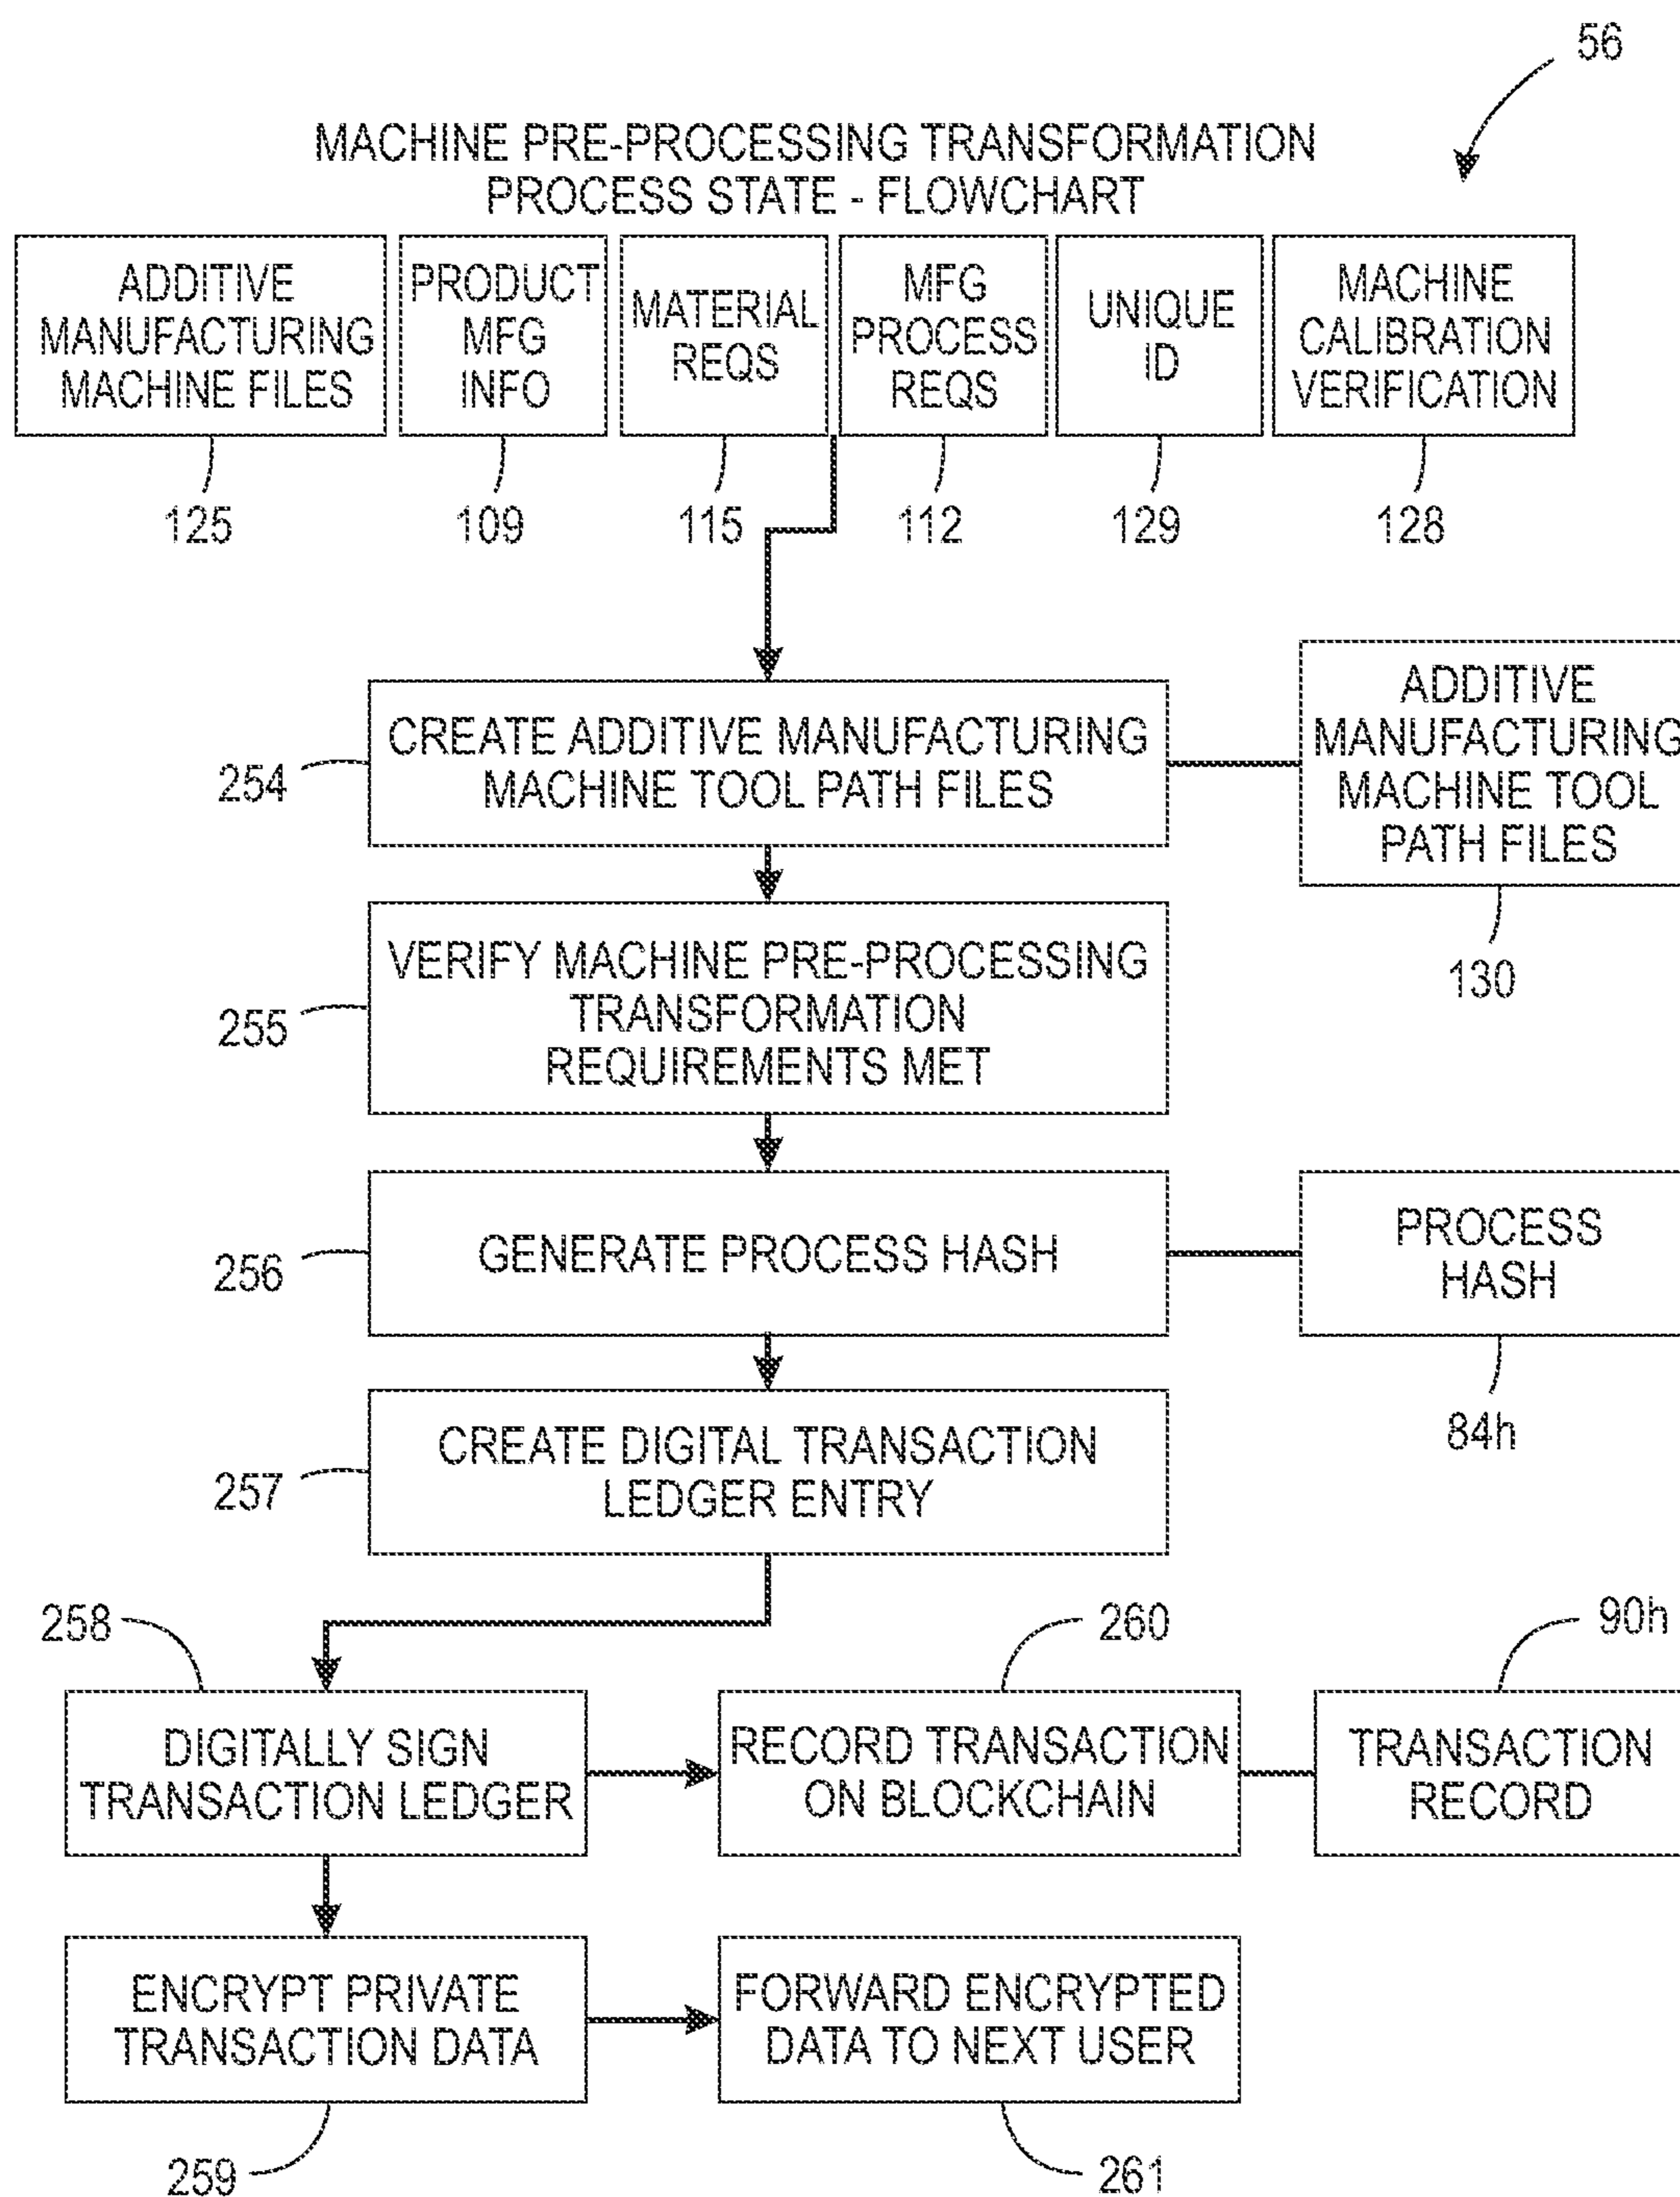 56
MACHINE PRE-PROCESSING TRANSFORMATION
PROCESS STATE - FLOWCHART
ADDITIVE
MANUFACTURING
MACHINE FILES
PRODUCT
MFG
INFO
MATERIAL
REQS
MFG
PROCESS
REQS
UNIQUE
ID
MACHINE
CALIBRATION
VERIFICATION
125
109
115
112
129
128
254
CREATE ADDITIVE MANUFACTURING
MACHINE TOOL PATH FILES
ADDITIVE
MANUFACTURING
MACHINE TOOL
PATH FILES
130
255
VERIFY MACHINE PRE-PROCESSING
TRANSFORMATION
REQUIREMENTS MET
256
GENERATE PROCESS HASH
PROCESS
HASH
84h
257
CREATE DIGITAL TRANSACTION
LEDGER ENTRY
258
260
90h
DIGITALLY SIGN
TRANSACTION LEDGER
RECORD TRANSACTION
ON BLOCKCHAIN
TRANSACTION
RECORD
ENCRYPT PRIVATE
TRANSACTION DATA
FORWARD ENCRYPTED
DATA TO NEXT USER
259
261